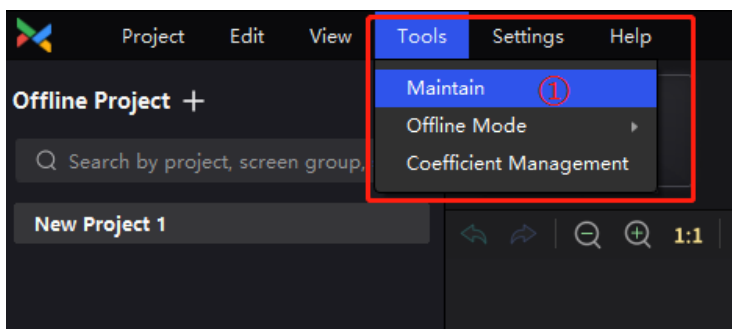 Project Edit View Tools Settings Help
Maintain ①
Offline Project +
Offline Mode
Search by project, screen group,
Coefficient Management
New Project 1
1:1